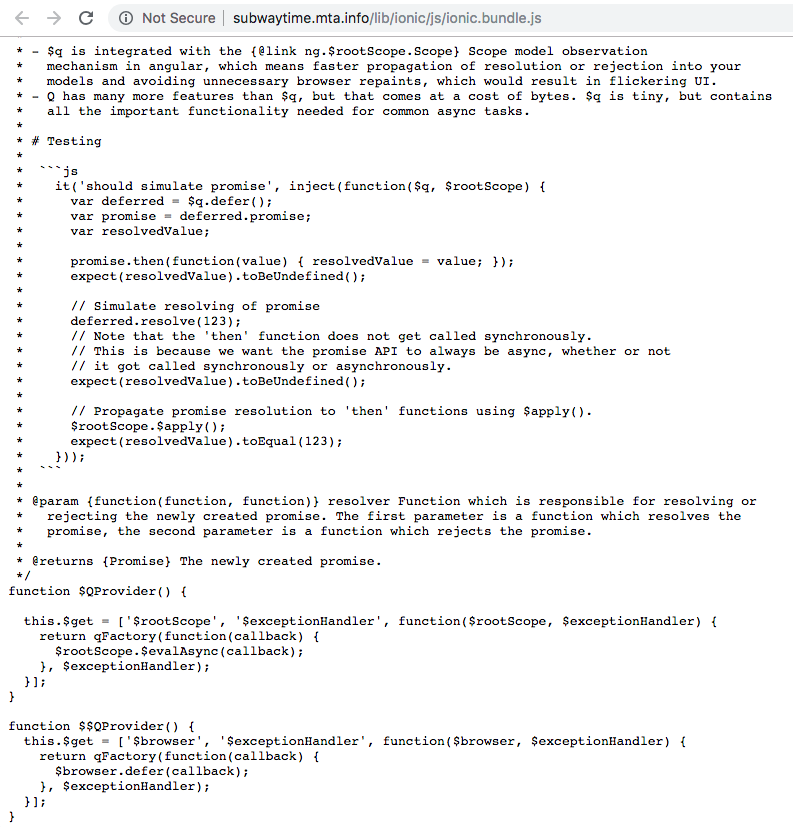 Not Secure | subwaytime.mta.info/lib/ionic/js/ionic.bundle.js
 * - $q is integrated with the {@link ng.$rootScope.Scope} Scope model observation
 *   mechanism in angular, which means faster propagation of resolution or rejection into your
 *   models and avoiding unnecessary browser repaints, which would result in flickering UI.
 * - Q has many more features than $q, but that comes at a cost of bytes. $q is tiny, but contains
 *   all the important functionality needed for common async tasks.
 *
 * # Testing
 *
 *  ```js
 *    it('should simulate promise', inject(function($q, $rootScope) {
 *      var deferred = $q.defer();
 *      var promise = deferred.promise;
 *      var resolvedValue;
 *
 *      promise.then(function(value) { resolvedValue = value; });
 *      expect(resolvedValue).toBeUndefined();
 *
 *      // Simulate resolving of promise
 *      deferred.resolve(123);
 *      // Note that the 'then' function does not get called synchronously.
 *      // This is because we want the promise API to always be async, whether or not
 *      // it got called synchronously or asynchronously.
 *      expect(resolvedValue).toBeUndefined();
 *
 *      // Propagate promise resolution to 'then' functions using $apply().
 *      $rootScope.$apply();
 *      expect(resolvedValue).toEqual(123);
 *    }));
 *  ```
 *
 * @param {function(function, function)} resolver Function which is responsible for resolving or
 *   rejecting the newly created promise. The first parameter is a function which resolves the
 *   promise, the second parameter is a function which rejects the promise.
 *
 * @returns {Promise} The newly created promise.
 */
function $QProvider() {

  this.$get = ['$rootScope', '$exceptionHandler', function($rootScope, $exceptionHandler) {
    return qFactory(function(callback) {
      $rootScope.$evalAsync(callback);
    }, $exceptionHandler);
  }];
}

function $$QProvider() {
  this.$get = ['$browser', '$exceptionHandler', function($browser, $exceptionHandler) {
    return qFactory(function(callback) {
      $browser.defer(callback);
    }, $exceptionHandler);
  }];
}